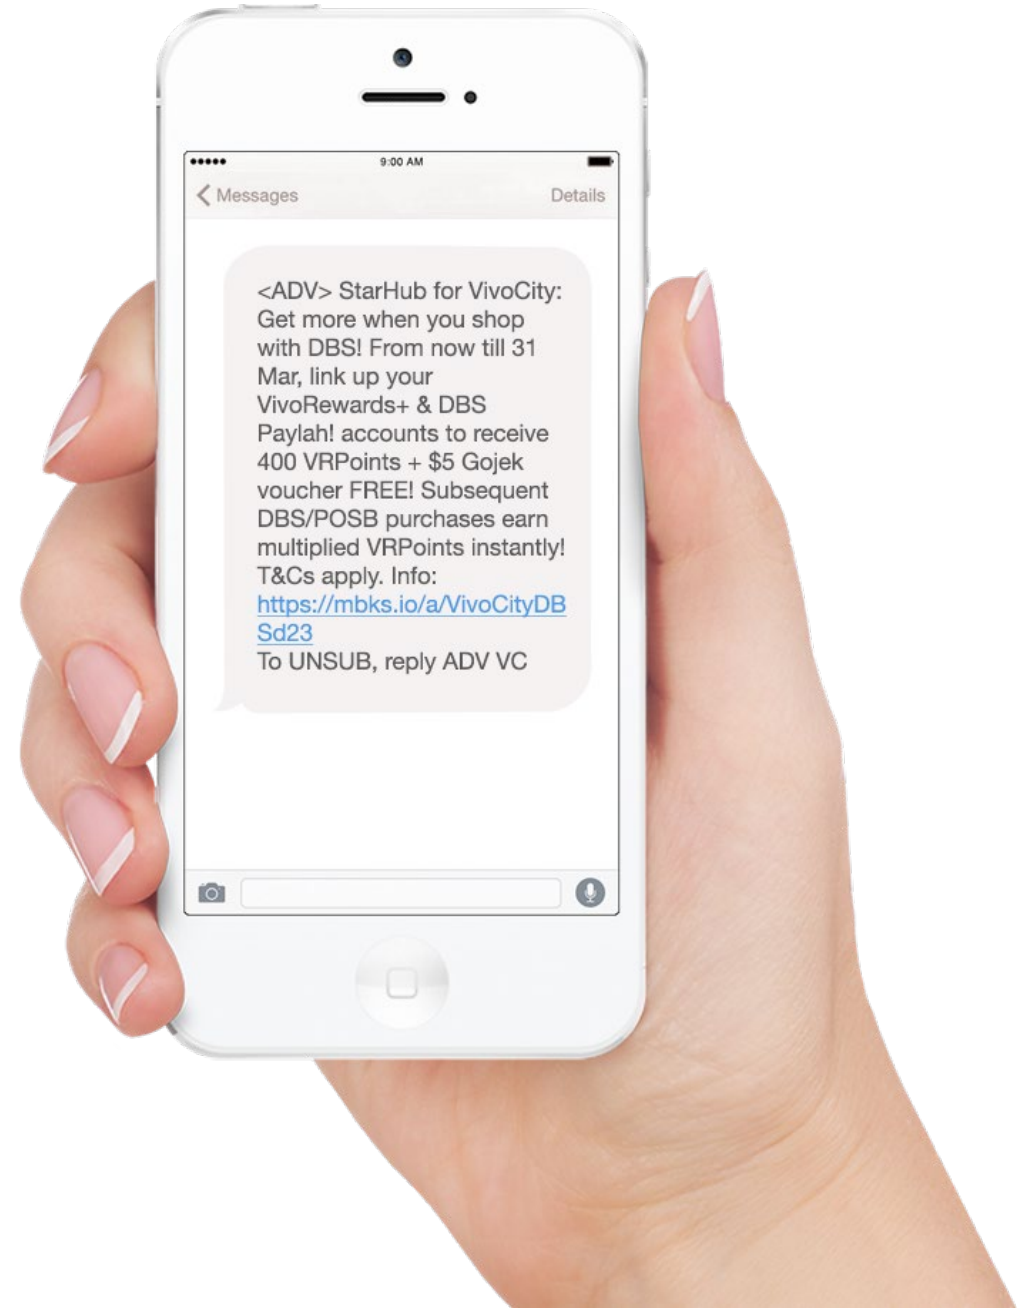 9:00 AM
Messages
Details
<ADV> StarHub for VivoCity:
Get more when you shop
with DBS! From now till 31
Mar, link up your
VivoRewards+ & DBS
Paylah! accounts to receive
400 VRPoints + $5 Gojek
voucher FREE! Subsequent
DBS/POSB purchases earn
multiplied VRPoints instantly!
T&Cs apply. Info:
https://mbks.io/a/VivoCityDB
Sd23
To UNSUB, reply ADV VC